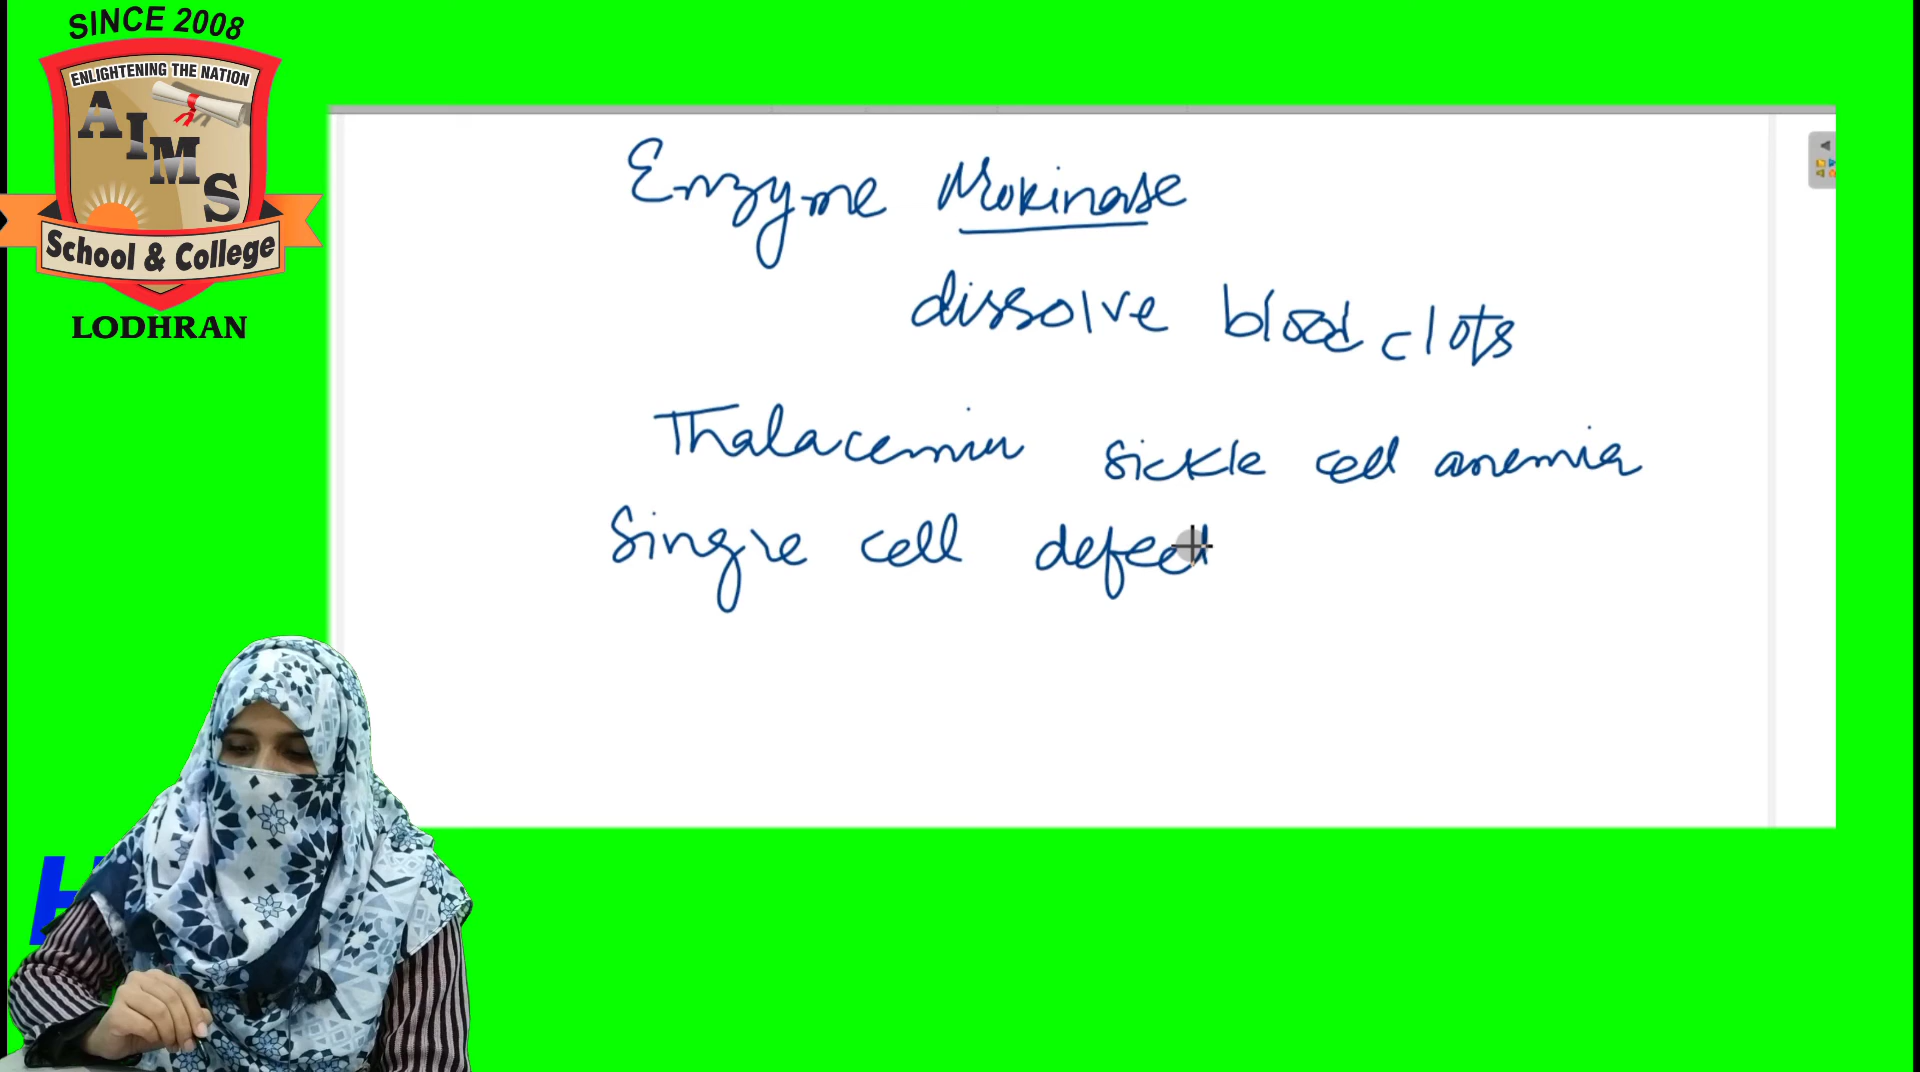 SINCE 2008
ENLIGHTENING THE NATION
AIMS
School & College
LODHRAN
Enzyme Urokinase
dissolve blood clots
Thalacemia sickle cell anemia
Single cell defect
H